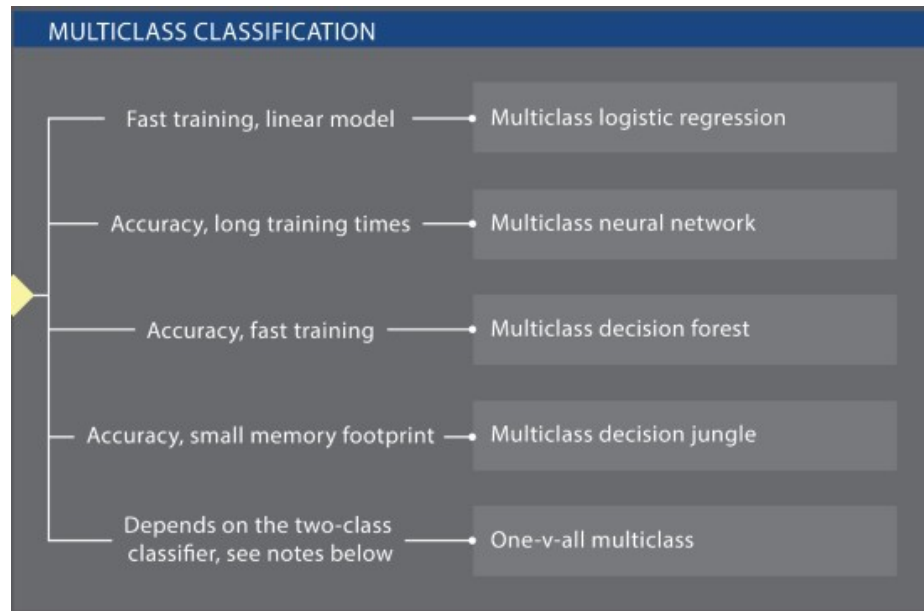 MULTICLASS CLASSIFICATION
Fast training, linear model
Multiclass logistic regression
Accuracy, long training times
Multiclass neural network
Accuracy, fast training
Multiclass decision forest
Accuracy, small memory footprint
Multiclass decision jungle
Depends on the two-class
classifier, see notes below
One-v-all multiclass